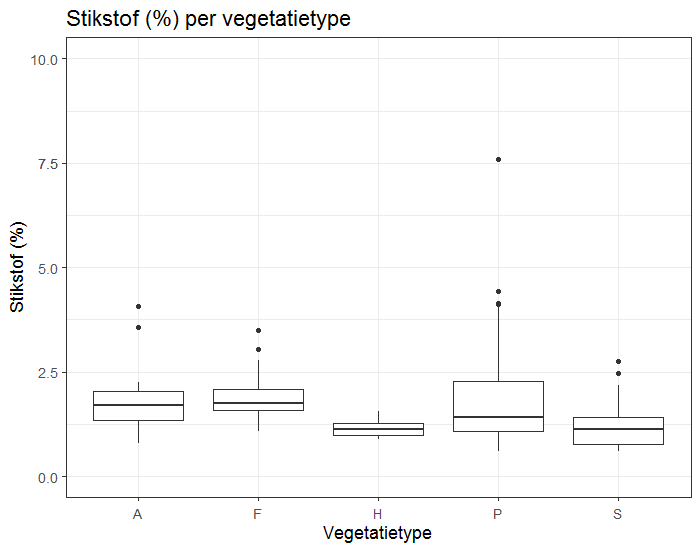 Stikstof (%) per vegetatietype
10.0
7.5
5.0
2.5
0.0
Stikstof (%)
A F H P S
Vegetatietype